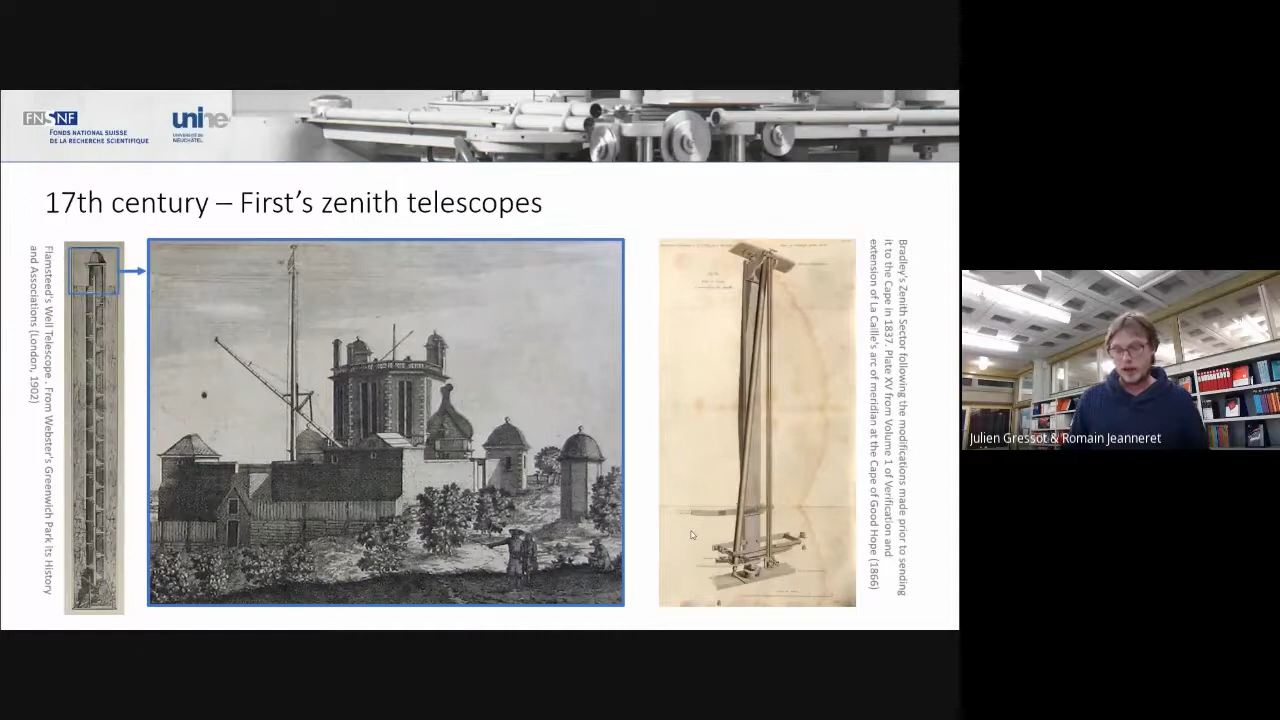 FNSNF
FONDS NATIONAL SUISSE
DE LA RECHERCHE SCIENTIFIQUE
unine
UNIVERSITÉ DE
NEUCHÂTEL
17th century – First's zenith telescopes
Flamsteed's Well Telescope . From Webster's Greenwich Park its History
and Associations (London, 1902)
Bradley's Zenith Sector following the modifications made prior to sending
it to the Cape in 1837. Plate XV from Volume 1 of Verification and
extension of La Caille's arc of meridian at the Cape of Good Hope (1866)
Julien Gressot & Romain Jeanneret